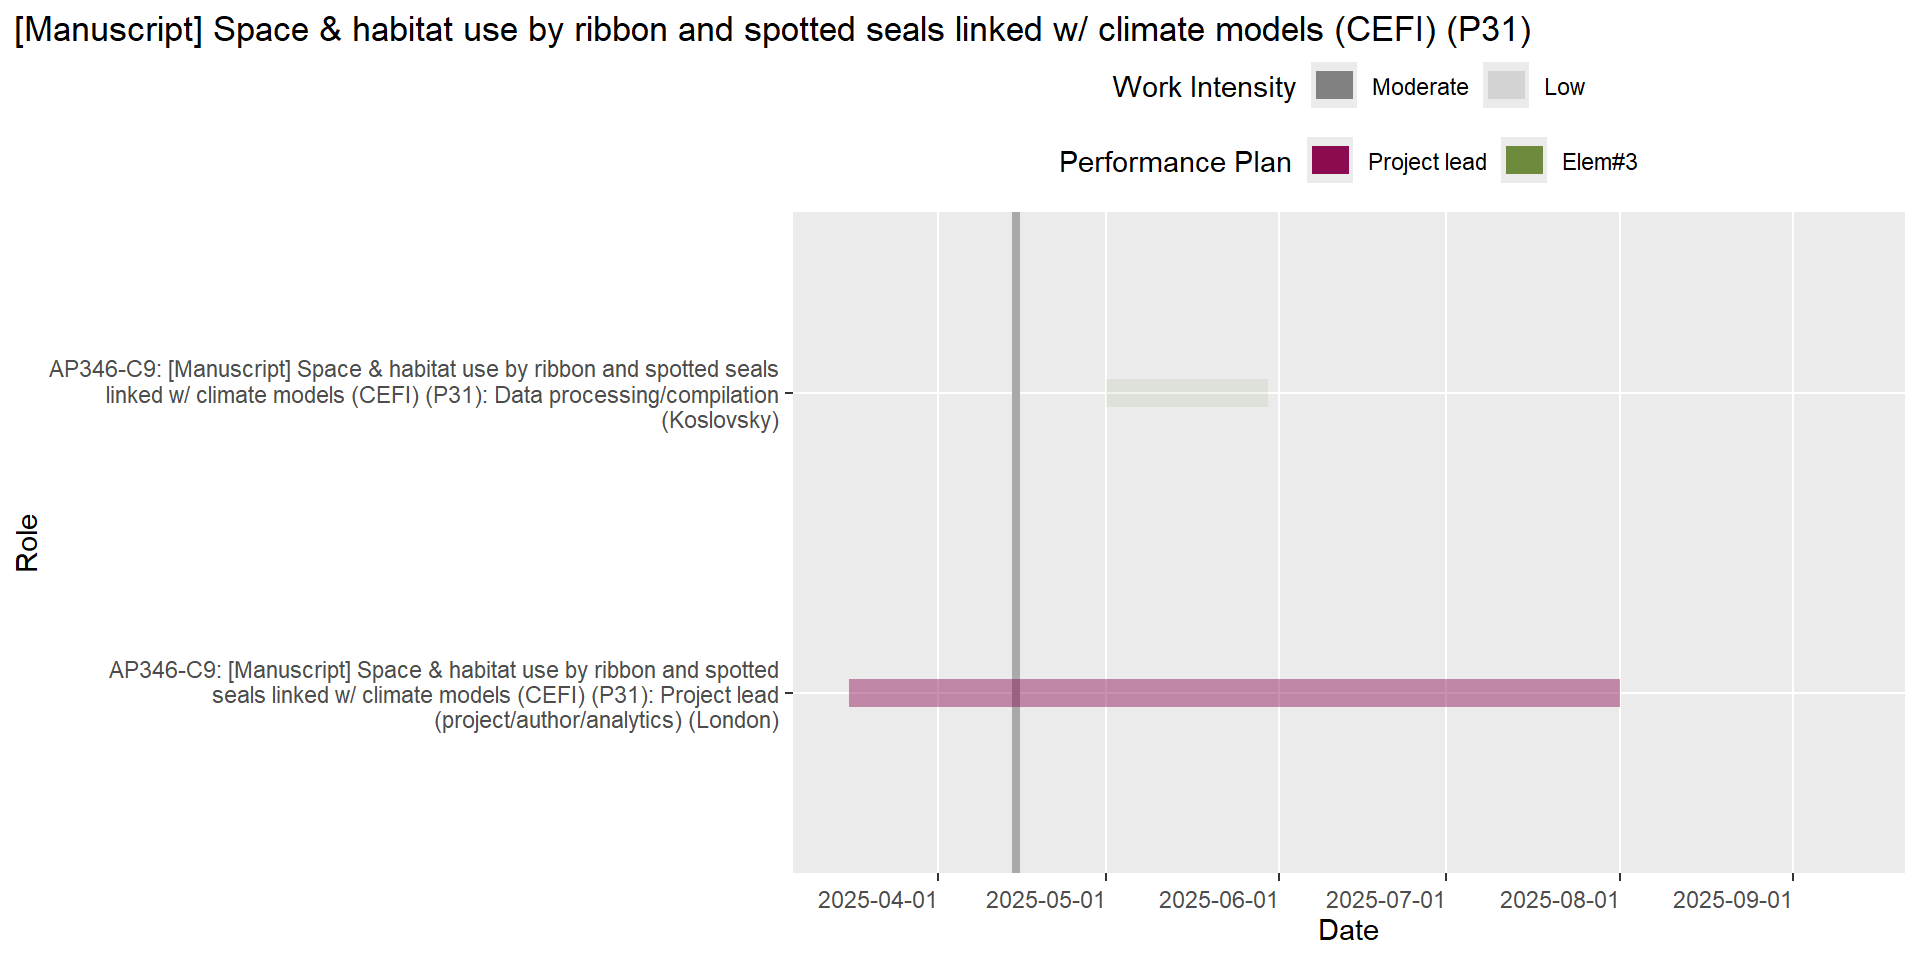 [Manuscript] Space & habitat use by ribbon and spotted seals linked w/ climate models (CEFI) (P31)
Work Intensity Moderate Low
Performance Plan Project lead Elem#3
AP346-C9: [Manuscript] Space & habitat use by ribbon and spotted seals
linked w/ climate models (CEFI) (P31): Data processing/compilation
(Koslovsky)
Role
AP346-C9: [Manuscript] Space & habitat use by ribbon and spotted
seals linked w/ climate models (CEFI) (P31): Project lead
(project/author/analytics) (London)
2025-04-01 2025-05-01 2025-06-01 2025-07-01 2025-08-01 2025-09-01
Date